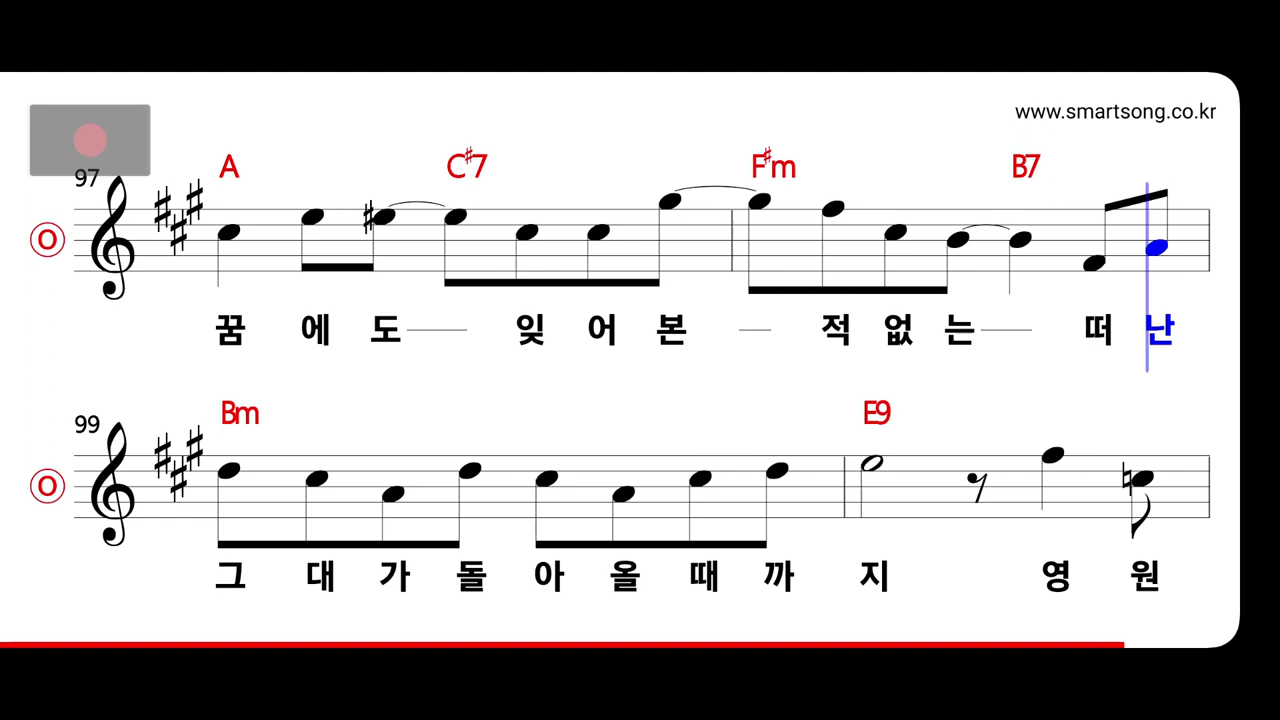 www.smartsong.co.kr
97
A C♯7 F♯m B7
O
꿈 에 도 잊 어 본 적 없 는 떠 난
99
Bm E9
O
그 대 가 돌 아 올 때 까 지 영 원